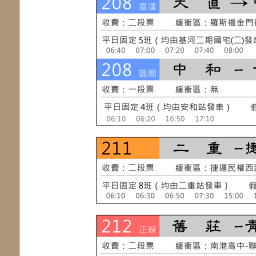 208 直達 天 直
收費：二段票 緩衝區：羅斯福金門
平日固定5班（均由基河二期國宅(二)發
06:40 07:00 07:20 07:40 08:00
208 區間 中 和 -
收費：一段票 緩衝區：無
平日固定4班（均由安和站發車）
06:10 06:20 16:50 17:10
211 二 重 - 捷
收費：二段票 緩衝區：捷運民權西
平日固定8班（均由二重站發車） 假
06:10 06:30 06:50 07:30 15:00
212 正線 舊 莊 - 青
收費：二段票 緩衝區：南港高中-聯